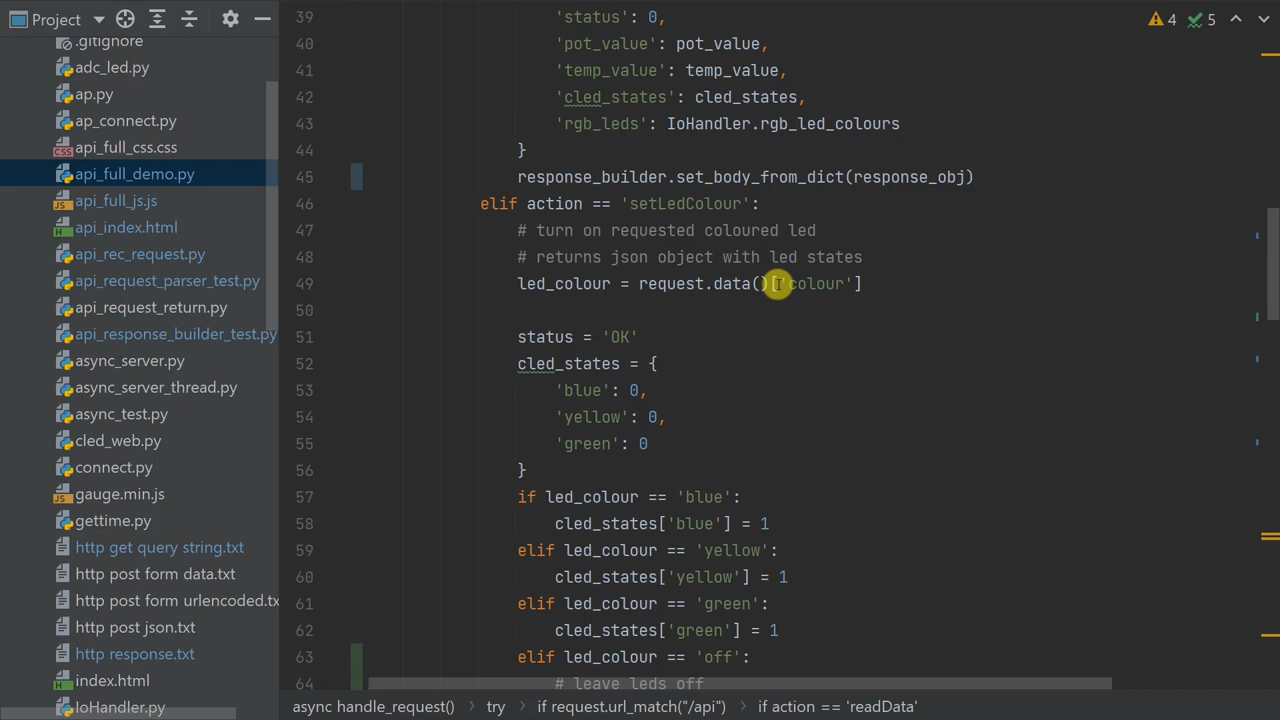 Project
4
5
.gitignore
adc_led.py
ap.py
ap_connect.py
api_full_css.css
api_full_demo.py
api_full_js.js
api_index.html
api_rec_request.py
api_request_parser_test.py
api_request_return.py
api_response_builder_test.py
async_server.py
async_server_thread.py
async_test.py
cled_web.py
connect.py
gauge.min.js
gettime.py
http get query string.txt
http post form data.txt
http post form urlencoded.tx
http post json.txt
http response.txt
index.html
IoHandler.py
39 'status': 0,
40 'pot_value': pot_value,
41 'temp_value': temp_value,
42 'cled_states': cled_states,
43 'rgb_leds': IoHandler.rgb_led_colours
44 }
45 response_builder.set_body_from_dict(response_obj)
46 elif action == 'setLedColour':
47 # turn on requested coloured led
48 # returns json object with led states
49 led_colour = request.data()['colour']
50
51 status = 'OK'
52 cled_states = {
53 'blue': 0,
54 'yellow': 0,
55 'green': 0
56 }
57 if led_colour == 'blue':
58 cled_states['blue'] = 1
59 elif led_colour == 'yellow':
60 cled_states['yellow'] = 1
61 elif led_colour == 'green':
62 cled_states['green'] = 1
63 elif led_colour == 'off':
64 # leave leds off
async handle_request() › try › if request.url_match("/api") › if action == 'readData'